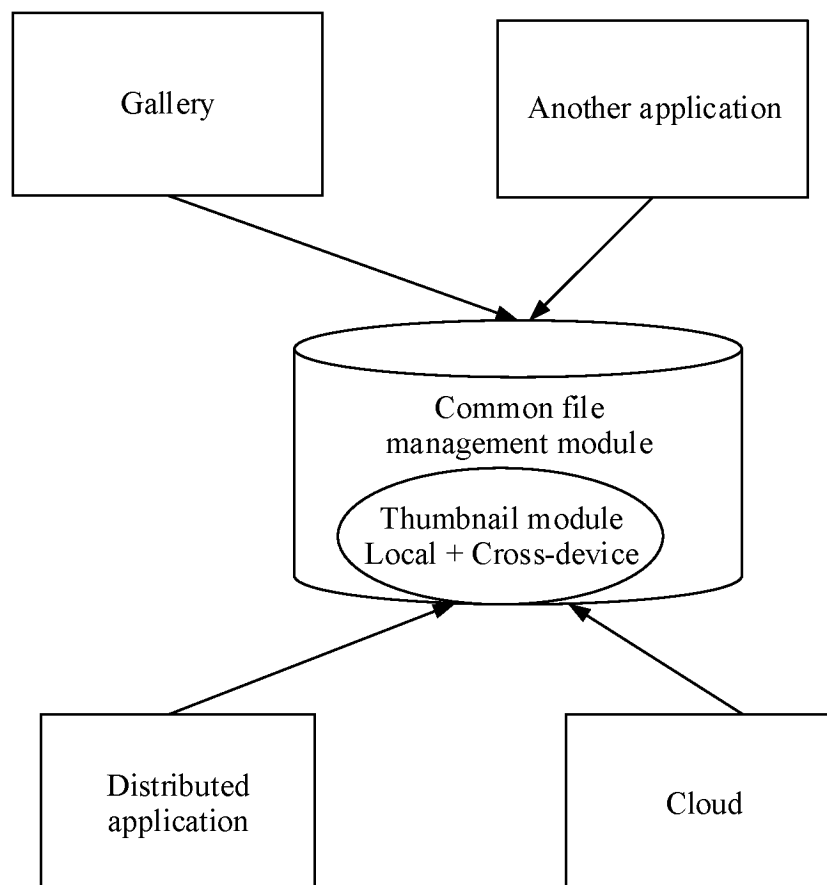 Gallery
Another application
Common file
management module
Thumbnail module
Local + Cross-device
Distributed
application
Cloud